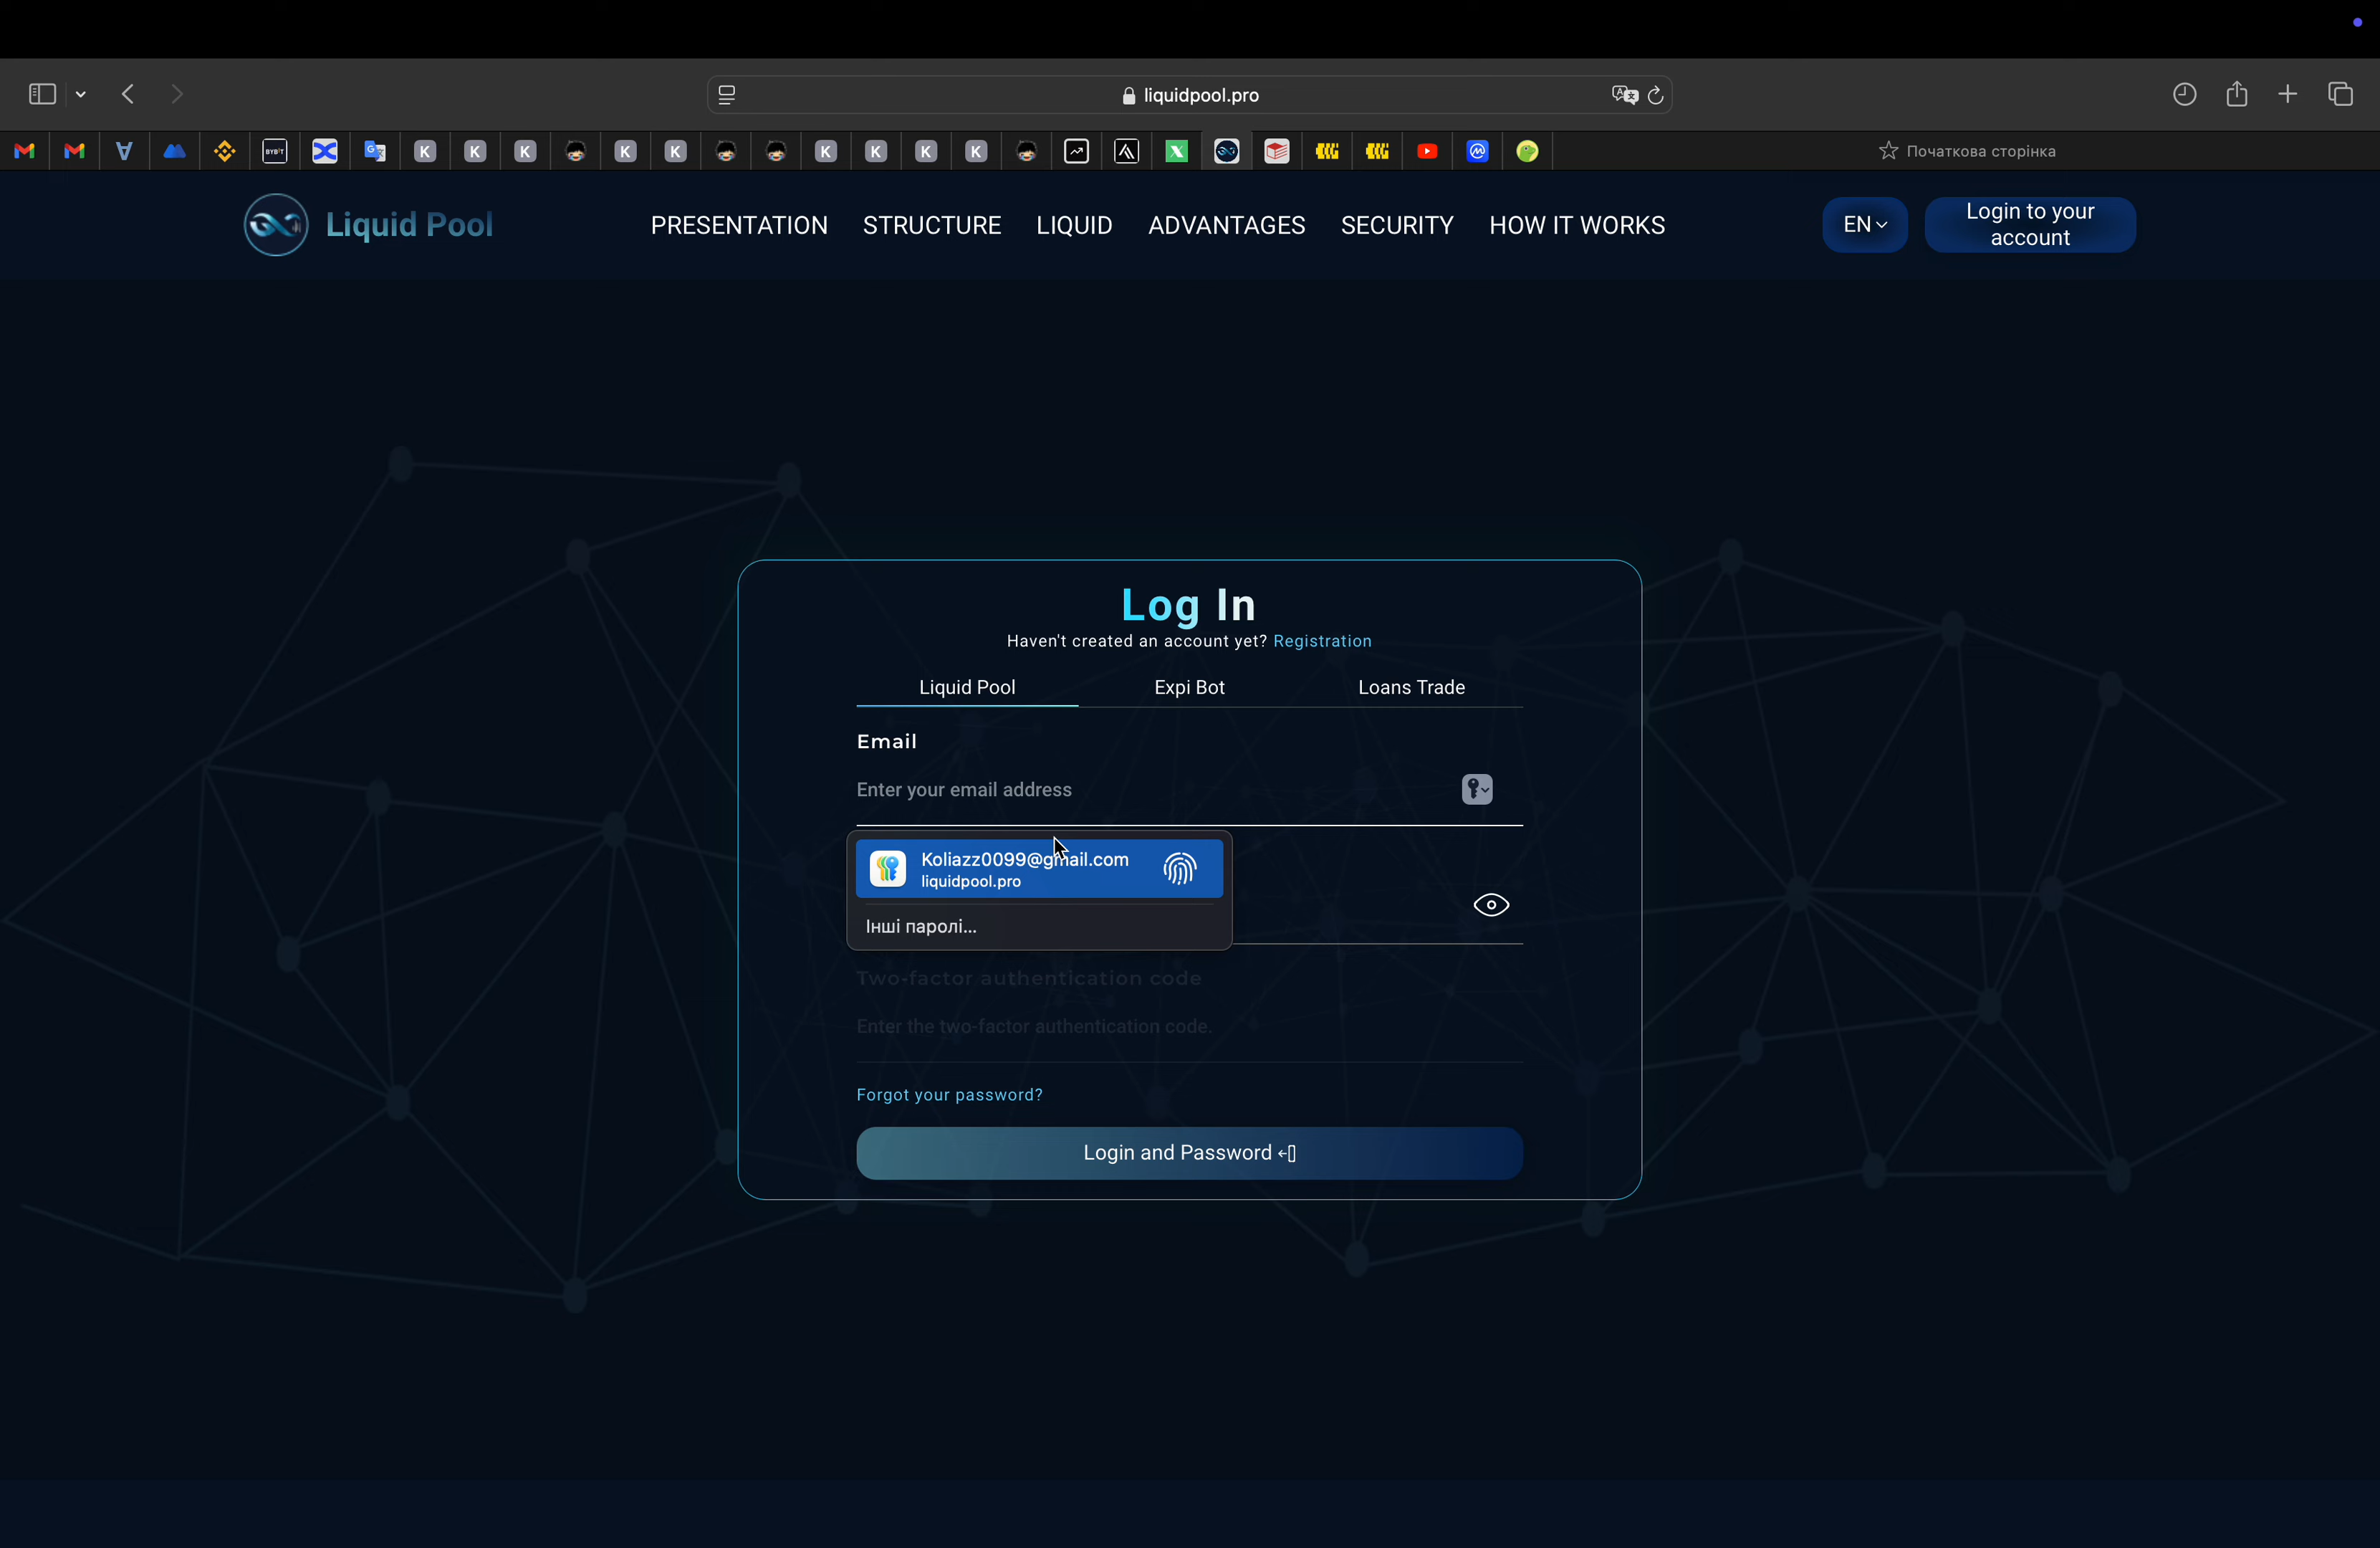 liquidpool.pro
BYBIT
K K K K K K K K K
Початкова сторінка
Liquid Pool
PRESENTATION STRUCTURE LIQUID ADVANTAGES SECURITY HOW IT WORKS
EN
Login to your
account
Log In
Haven't created an account yet? Registration
Liquid Pool Expi Bot Loans Trade
Email
Enter your email address
Koliazz0099@gmail.com
liquidpool.pro
Інші паролі...
Two-factor authentication code
Enter the two-factor authentication code.
Forgot your password?
Login and Password